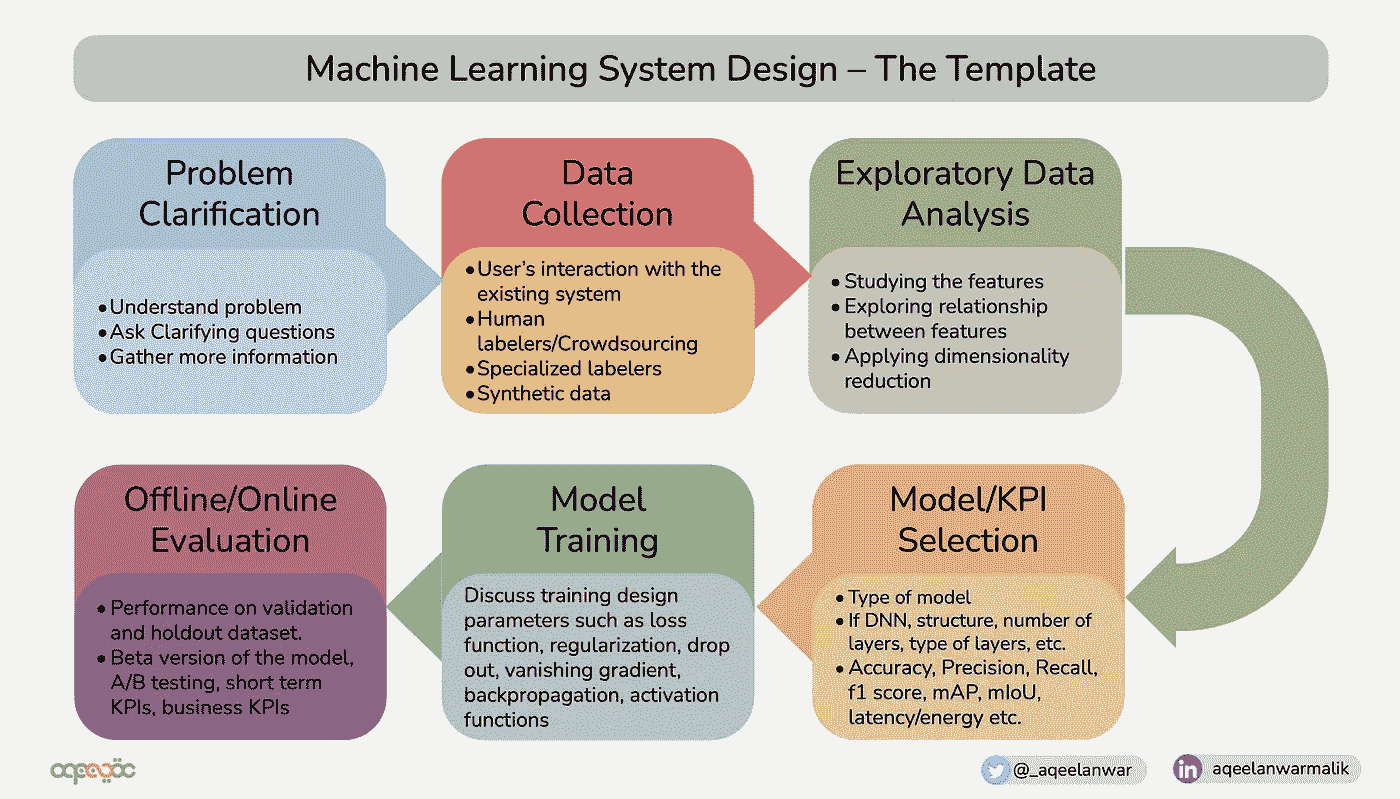 Machine Learning System Design – The Template
Problem
Clarification
•Understand problem
•Ask Clarifying questions
•Gather more information
Data
Collection
•User's interaction with the
existing system
•Human
labelers/Crowdsourcing
•Specialized labelers
•Synthetic data
Exploratory Data
Analysis
•Studying the features
•Exploring relationship
between features
•Applying dimensionality
reduction
Model/KPI
Selection
•Type of model
•If DNN, structure, number of
layers, type of layers, etc.
•Accuracy, Precision, Recall,
f1 score, mAP, mIoU,
latency/energy etc.
Model
Training
Discuss training design
parameters such as loss
function, regularization, drop
out, vanishing gradient,
backpropagation, activation
functions
Offline/Online
Evaluation
•Performance on validation
and holdout dataset.
•Beta version of the model,
A/B testing, short term
KPIs, business KPIs
@_aqeelanwar
in aqeelanwarmalik